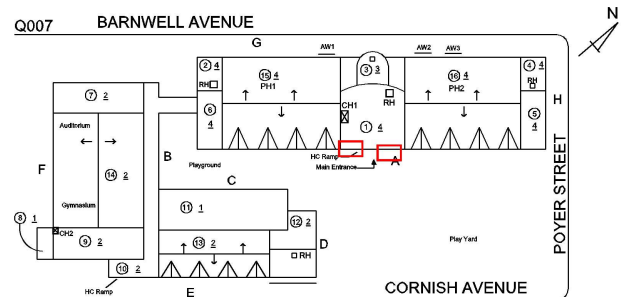 Q007 BARNWELL AVENUE
N
G
AW1 AW2 AW3
2 4
3 3
4 4
RH
15 4
PH1
16 4
PH2
RH
RH
H
7 2
6
4
CH1
5
4
1 4
Auditorium
F
B
Playground
HC Ramp
Main Entrance
A
POYER STREET
14 2
C
Gymnasium
11 1
8 1
12 2
CH2
9 2
13 2
D
Play Yard
RH
10 2
HC Ramp
E
CORNISH AVENUE